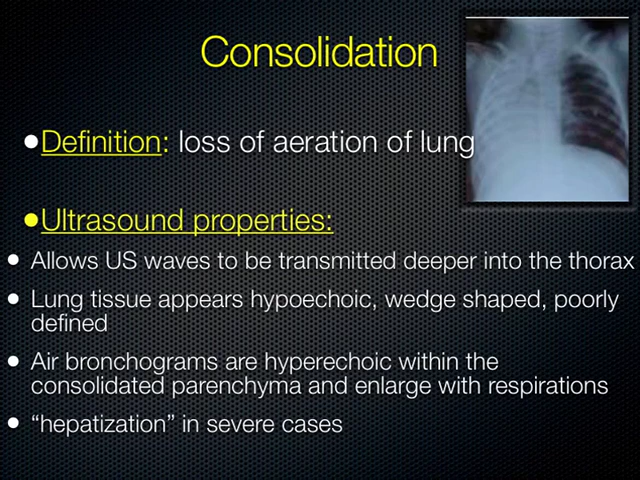 Consolidation
●Definition: loss of aeration of lung
●Ultrasound properties:
● Allows US waves to be transmitted deeper into the thorax
● Lung tissue appears hypoechoic, wedge shaped, poorly
defined
● Air bronchograms are hyperechoic within the
consolidated parenchyma and enlarge with respirations
● “hepatization” in severe cases